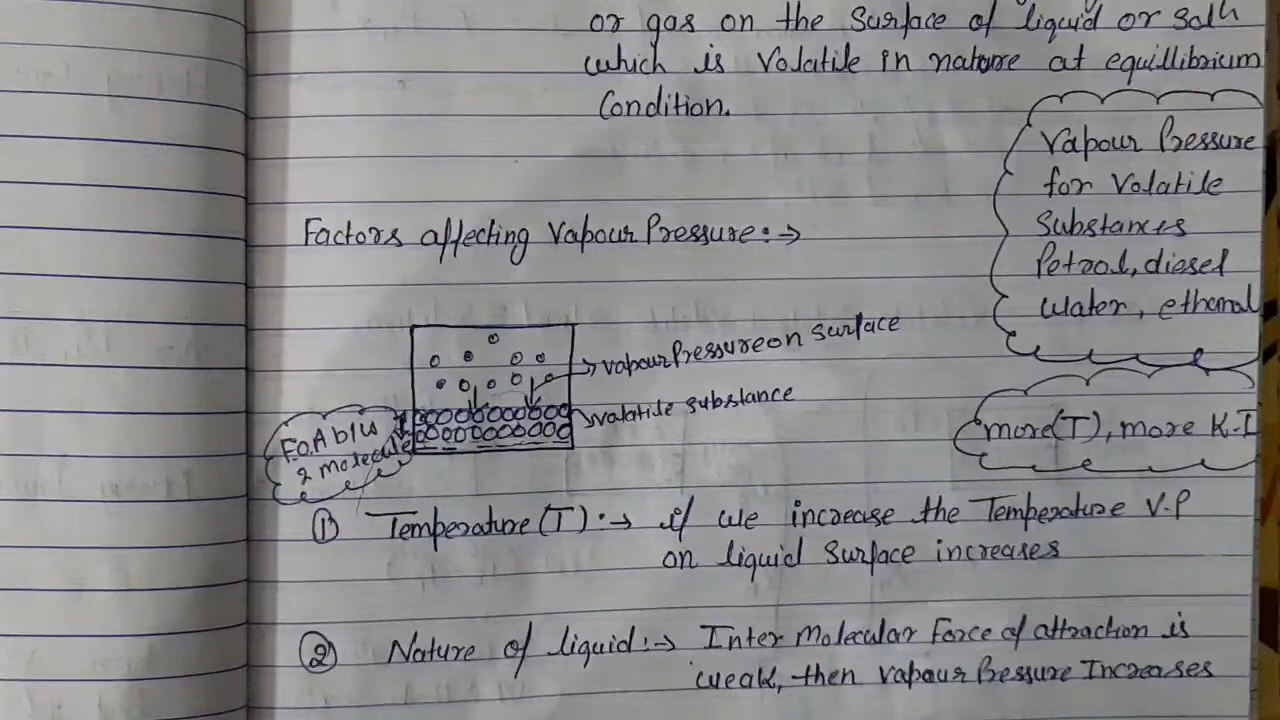 or gas on the surface of liquid or
which is volatile in nature at equillibrium
Condition.
Vapour Pressure
for Volatile
Substances
Petrol, diesel
water, ethanal
Factors affecting Vapour Pressure:→
vapour Pressure on surface
volatile substance
F.O.A b/w
2 molecule
more(T), more K.E
① Temperature(T):→ if we increase the Temperature V.P
on liquid surface increases
② Nature of liquid:→ Inter Molecular Force of attraction is
weak, then vapour Pressure Increases